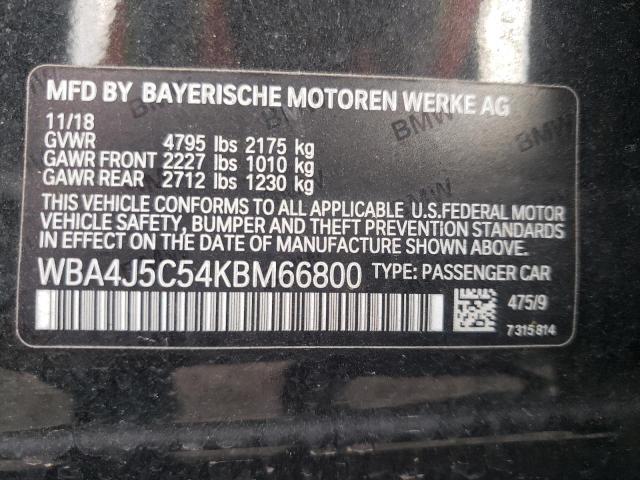 MFD BY BAYERISCHE MOTOREN WERKE AG
11/18
GVWR 4795 lbs 2175 kg
GAWR FRONT 2227 lbs 1010 kg
GAWR REAR 2712 lbs 1230 kg
THIS VEHICLE CONFORMS TO ALL APPLICABLE U.S.FEDERAL MOTOR
VEHICLE SAFETY, BUMPER AND THEFT PREVENTION
STANDARDS IN EFFECT ON THE DATE OF MANUFACTURE SHOWN ABOVE.
WBA4J5C54KBM66800 TYPE: PASSENGER CAR
475/9
7315814
BMW
BMW